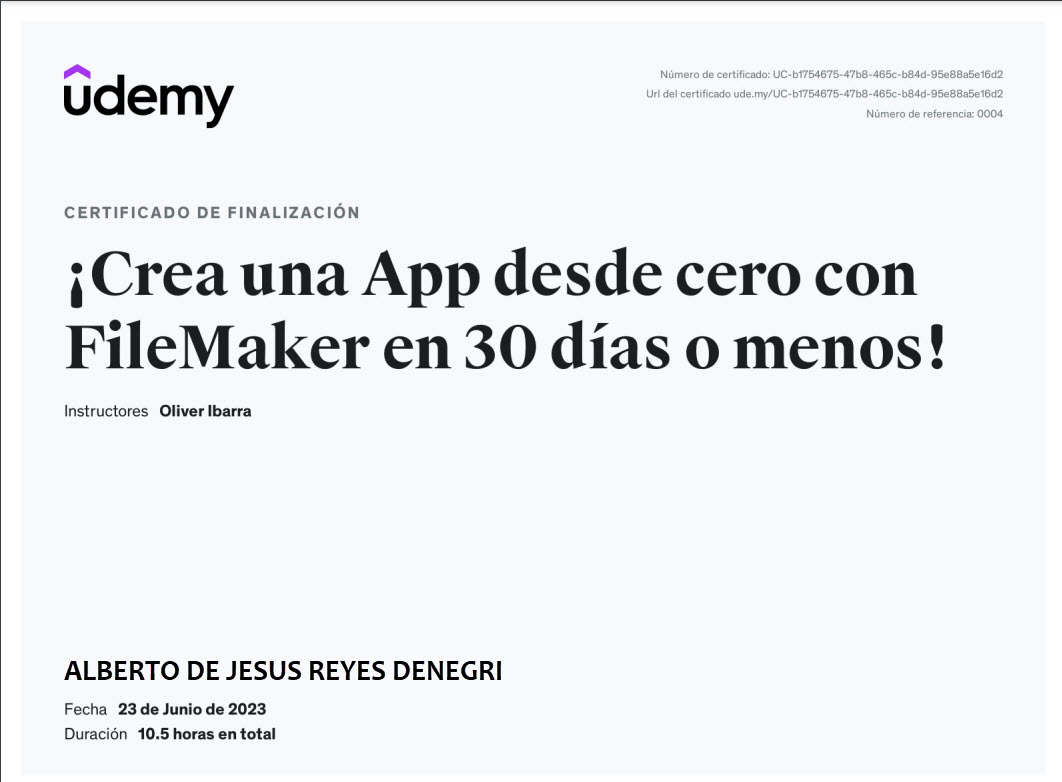 udemy
Número de certificado: UC-b1754675-47b8-465c-b84d-95e88a5e16d2
Url del certificado ude.my/UC-b1754675-47b8-465c-b84d-95e88a5e16d2
Número de referencia: 0004
CERTIFICADO DE FINALIZACIÓN
¡Crea una App desde cero con
FileMaker en 30 días o menos!
Instructores Oliver Ibarra
ALBERTO DE JESUS REYES DENEGRI
Fecha 23 de Junio de 2023
Duración 10.5 horas en total